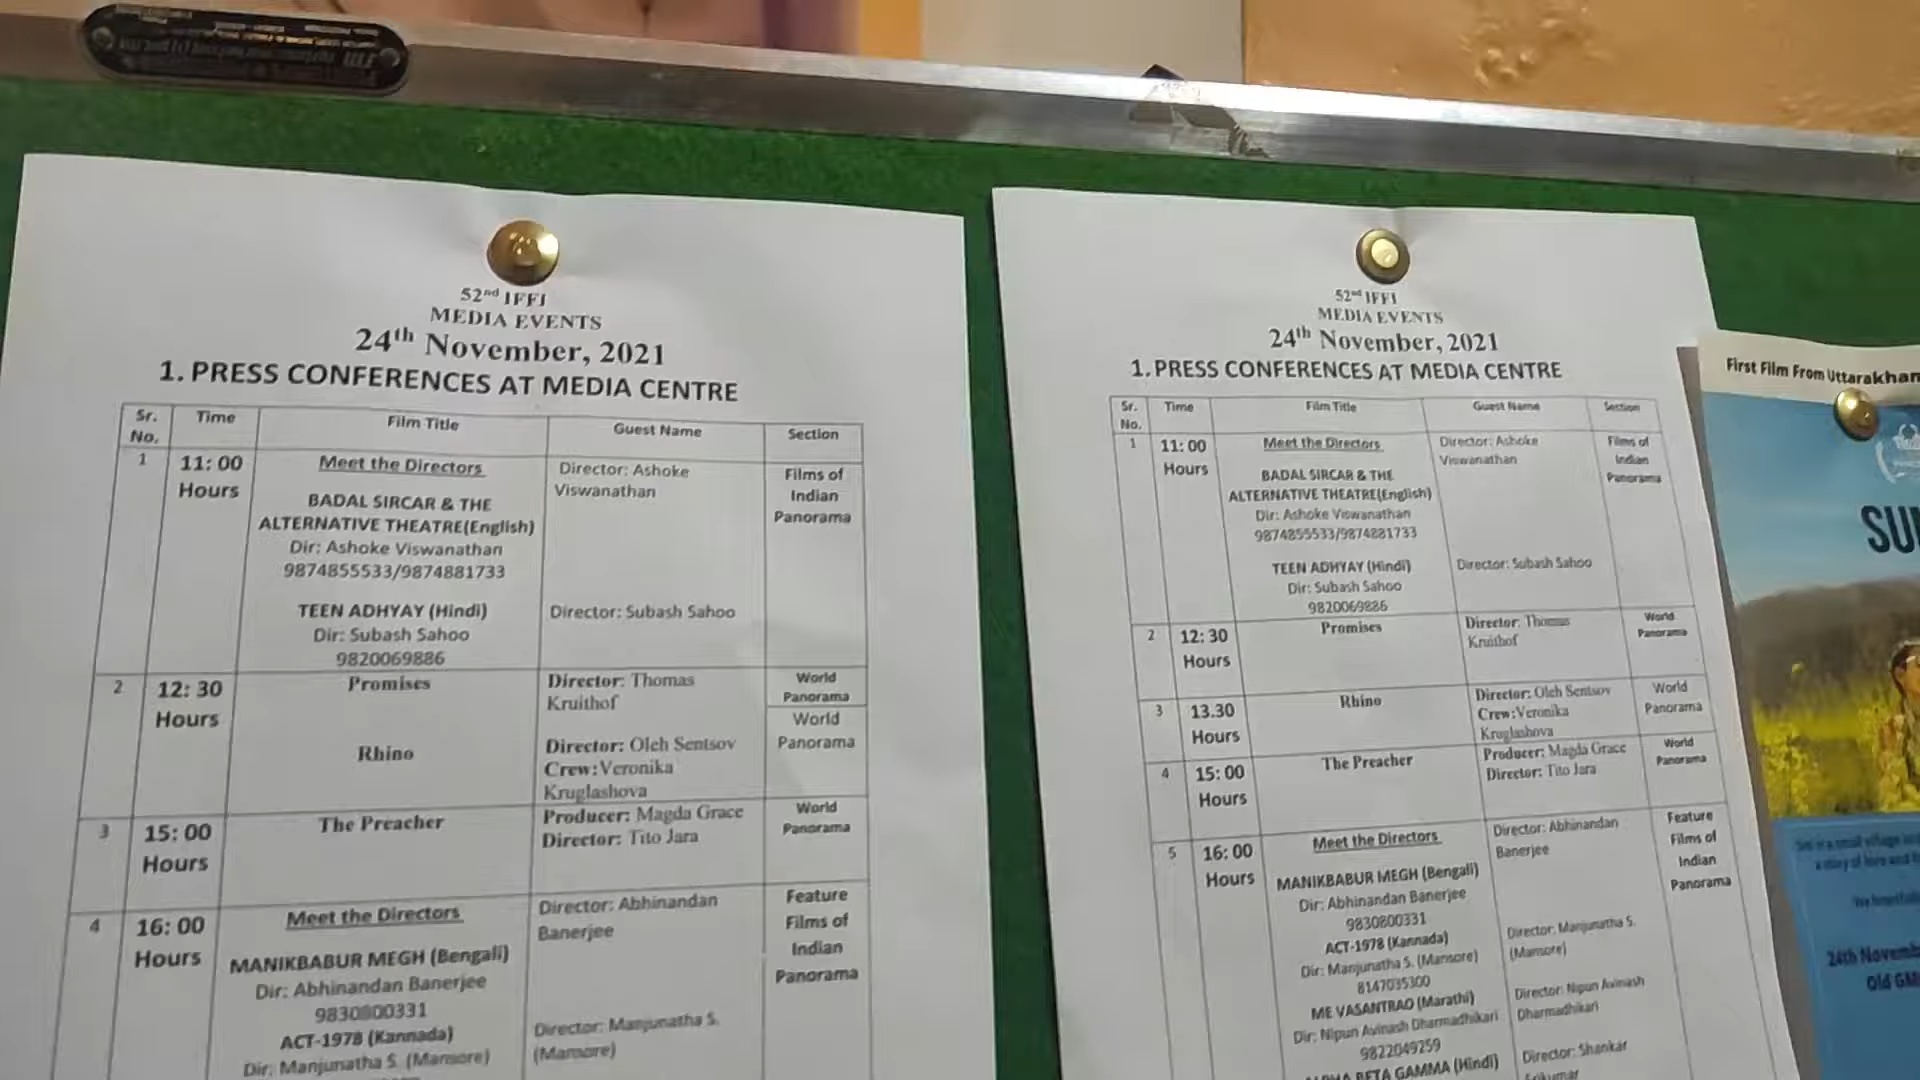 52nd IFFI
MEDIA EVENTS
24th November, 2021
1. PRESS CONFERENCES AT MEDIA CENTRE
Sr. No. Time Film Title Guest Name Section
1 11:00 Hours
Meet the Directors
BADAL SIRCAR & THE
ALTERNATIVE THEATRE(English)
Dir: Ashoke Viswanathan
9874855533/9874881733
TEEN ADHYAY (Hindi)
Dir: Subash Sahoo
9820069886
Director: Ashoke
Viswanathan
Director: Subash Sahoo
Films of
Indian
Panorama
2 12:30 Hours
Promises
Director: Thomas
Kruithof
World
Panorama
Rhino
Director: Oleh Sentsov
Crew:Veronika
Kruglashova
World
Panorama
3 15:00 Hours
The Preacher
Producer: Magda Grace
Director: Tito Jara
World
Panorama
4 16:00 Hours
Meet the Directors
MANIKBABUR MEGH (Bengali)
Dir: Abhinandan Banerjee
9830800331
ACT-1978 (Kannada)
Dir: Manjunatha S. (Mansore)
Director: Abhinandan
Banerjee
Director: Manjunatha S.
(Mansore)
Feature
Films of
Indian
Panorama
52nd IFFI
MEDIA EVENTS
24th November, 2021
1. PRESS CONFERENCES AT MEDIA CENTRE
Sr. No. Time Film Title Guest Name Section
1 11:00 Hours
Meet the Directors
BADAL SIRCAR & THE
ALTERNATIVE THEATRE(English)
Dir: Ashoke Viswanathan
9874855533/9874881733
TEEN ADHYAY (Hindi)
Dir: Subash Sahoo
9820069886
Director: Ashoke
Viswanathan
Director: Subash Sahoo
Films of
Indian
Panorama
2 12:30 Hours
Promises
Director: Thomas
Kruithof
World
Panorama
3 13.30 Hours
Rhino
Director: Oleh Sentsov
Crew:Veronika
Kruglashova
World
Panorama
4 15:00 Hours
The Preacher
Producer: Magda Grace
Director: Tito Jara
World
Panorama
5 16:00 Hours
Meet the Directors
MANIKBABUR MEGH (Bengali)
Dir: Abhinandan Banerjee
9830800331
ACT-1978 (Kannada)
Dir: Manjunatha S. (Mansore)
8147035300
ME VASANTRAO (Marathi)
Dir: Nipun Avinash Dharmadhikari
9822049259
BETA GAMMA (Hindi)
Director: Abhinandan
Banerjee
Director: Manjunatha S.
(Mansore)
Director: Nipun Avinash
Dharmadhikari
Director: Shankar
Feature
Films of
Indian
Panorama
First Film From
24th
Old